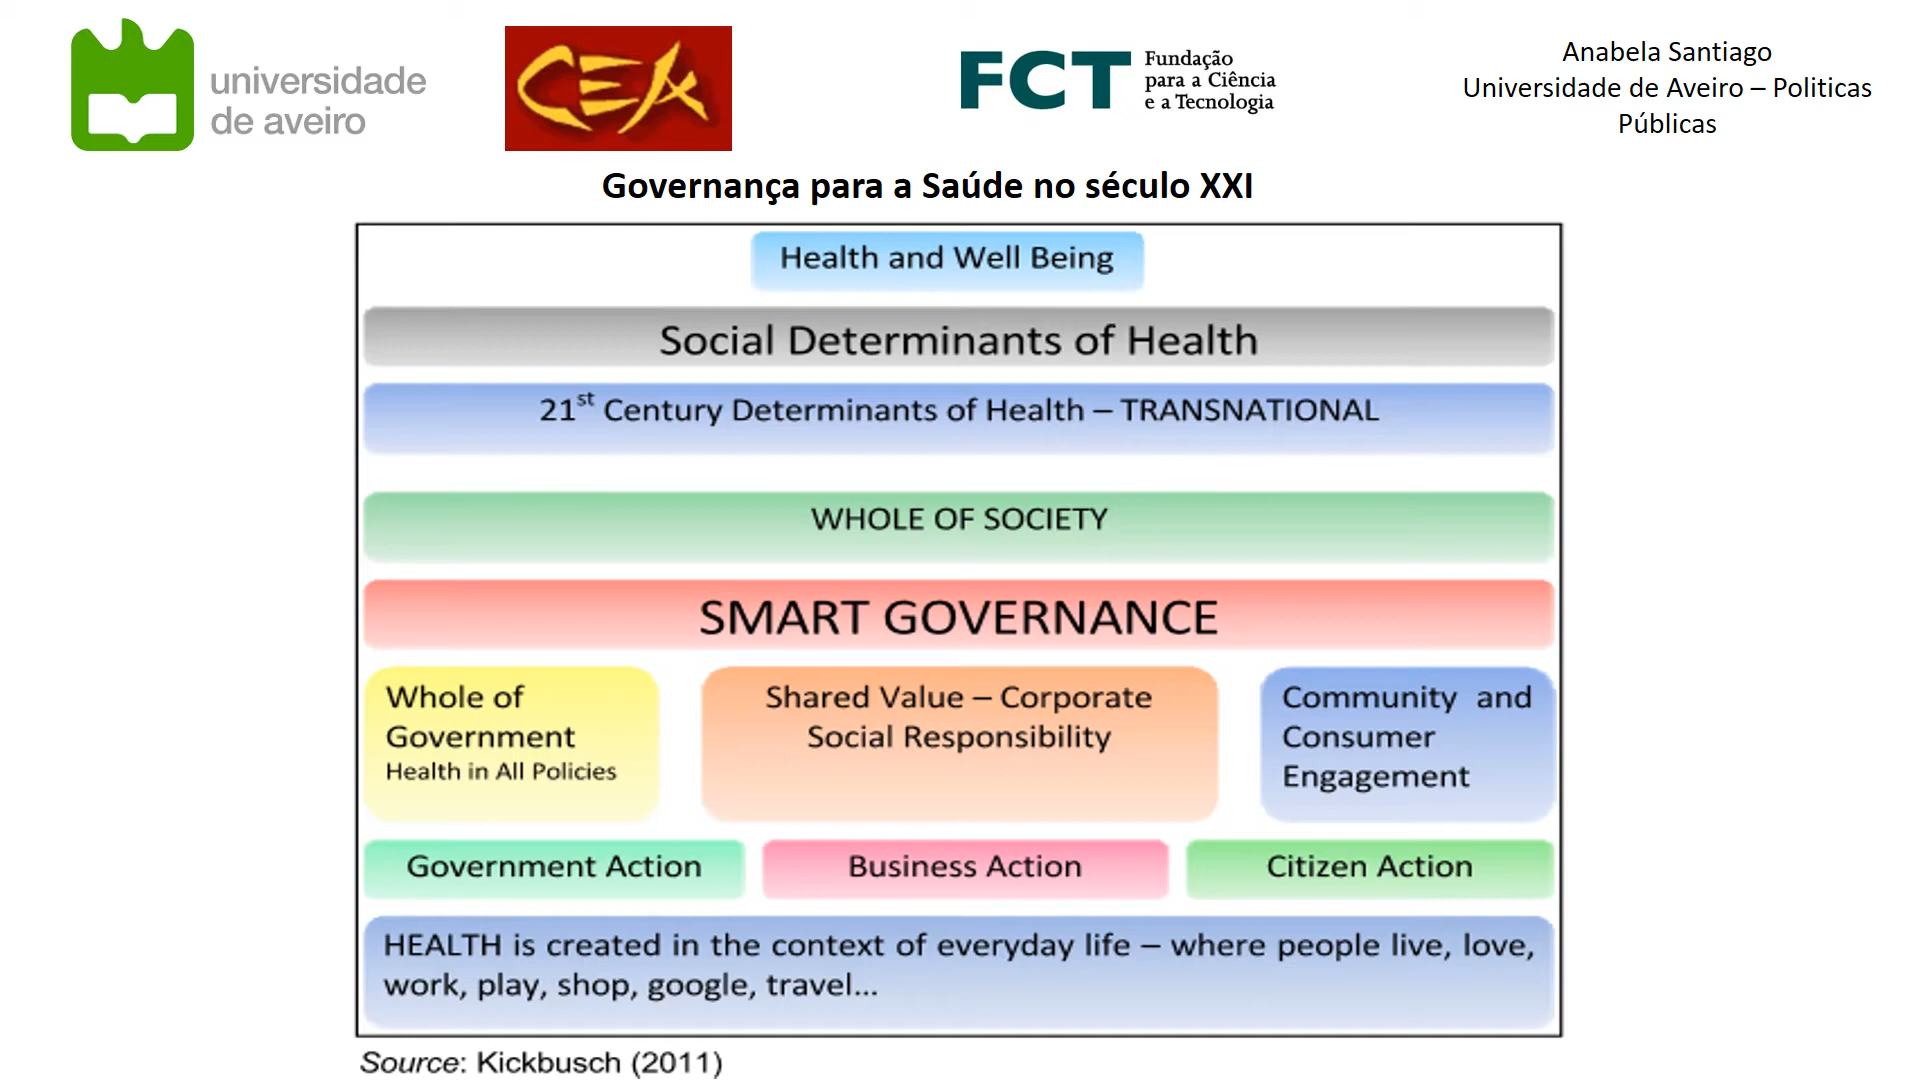 universidade
de aveiro
CEA
FCT
Fundação
para a Ciência
e a Tecnologia
Anabela Santiago
Universidade de Aveiro – Politicas
Públicas
Governança para a Saúde no século XXI
Health and Well Being
Social Determinants of Health
21st Century Determinants of Health – TRANSNATIONAL
WHOLE OF SOCIETY
SMART GOVERNANCE
Whole of
Government
Health in All Policies
Shared Value – Corporate
Social Responsibility
Community and
Consumer
Engagement
Government Action
Business Action
Citizen Action
HEALTH is created in the context of everyday life – where people live, love,
work, play, shop, google, travel...
Source: Kickbusch (2011)